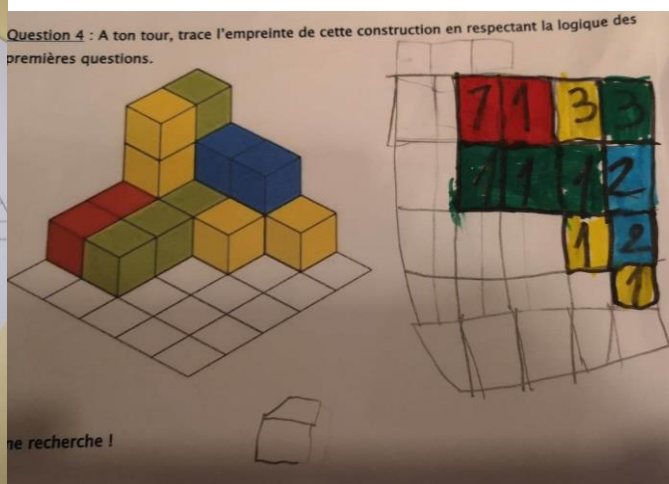 Question 4 : A ton tour, trace l'empreinte de cette construction en respectant la logique des
premières questions.
1 1 3 3
1 1 1 2
1 2
1
ne recherche !